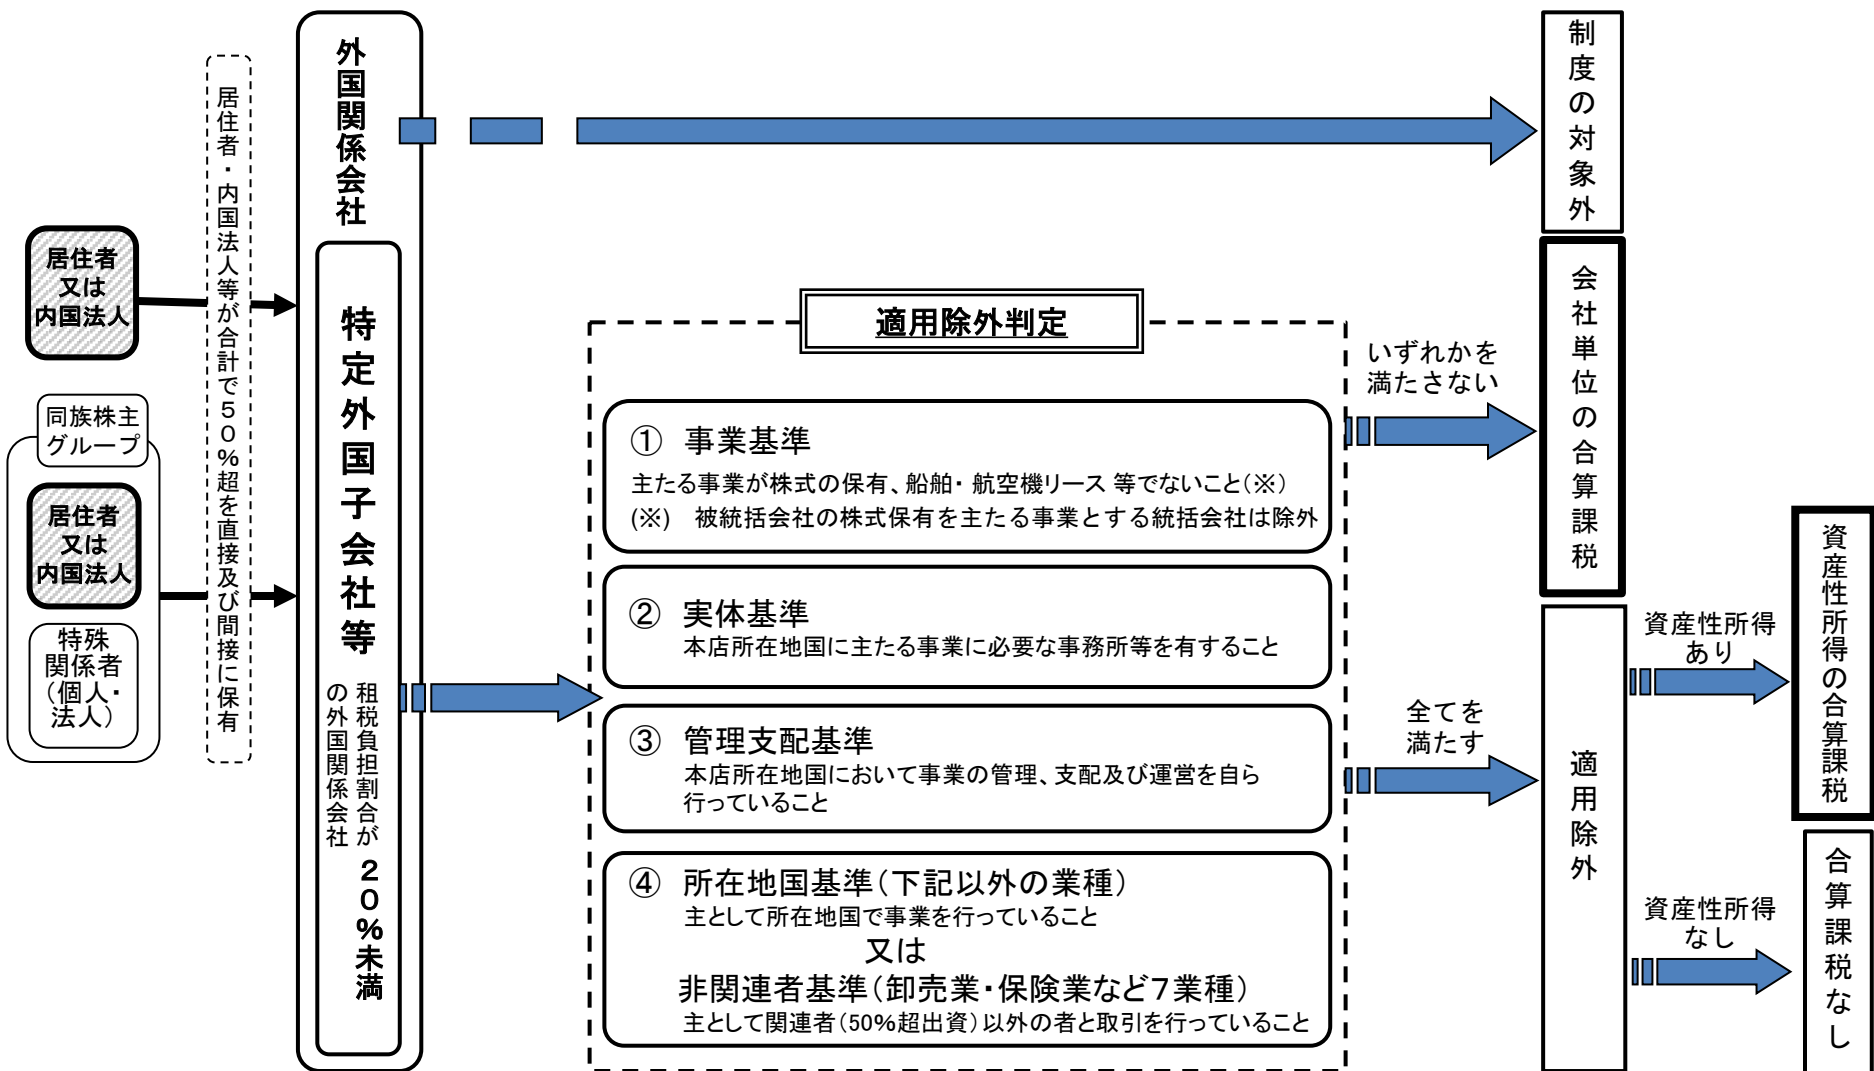 居住者
又は
内国法人
同族株主
グループ
居住者
又は
内国法人
特殊
関係者
(個人・
法人)
居住者・内国法人等が合計で50%超を直接及び間接に保有
外国関係会社
特定外国子会社等
租税負担割合が20%未満
の外国関係会社
適用除外判定
① 事業基準
主たる事業が株式の保有、船舶・航空機リース等でないこと(※)
(※) 被統括会社の株式保有を主たる事業とする統括会社は除外
② 実体基準
本店所在地国に主たる事業に必要な事務所等を有すること
③ 管理支配基準
本店所在地国において事業の管理、支配及び運営を自ら
行っていること
④ 所在地国基準(下記以外の業種)
主として所在地国で事業を行っていること
又は
非関連者基準(卸売業・保険業など7業種)
主として関連者(50%超出資)以外の者と取引を行っていること
いずれかを
満たさない
全てを
満たす
制度の対象外
会社単位の合算課税
適用除外
資産性所得
あり
資産性所得
なし
資産性所得の合算課税
合算課税なし